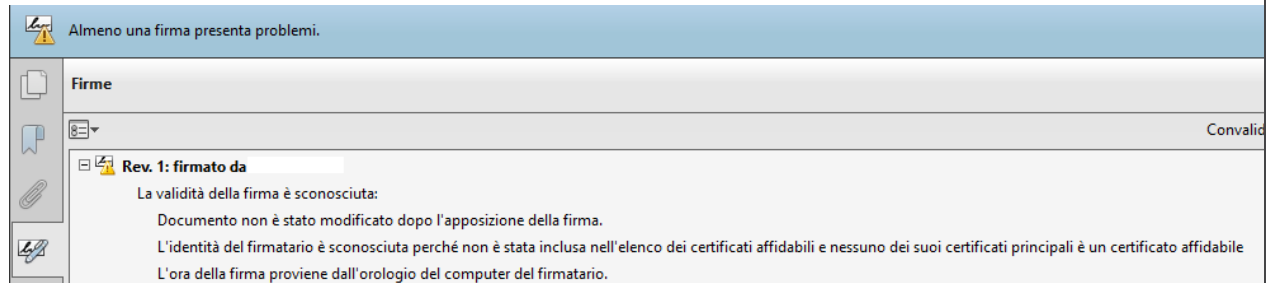 Almeno una firma presenta problemi.
Firme
Convalid
Rev. 1: firmato da
La validità della firma è sconosciuta:
Documento non è stato modificato dopo l'apposizione della firma.
L'identità del firmatario è sconosciuta perché non è stata inclusa nell'elenco dei certificati affidabili e nessuno dei suoi certificati principali è un certificato affidabile
L'ora della firma proviene dall'orologio del computer del firmatario.